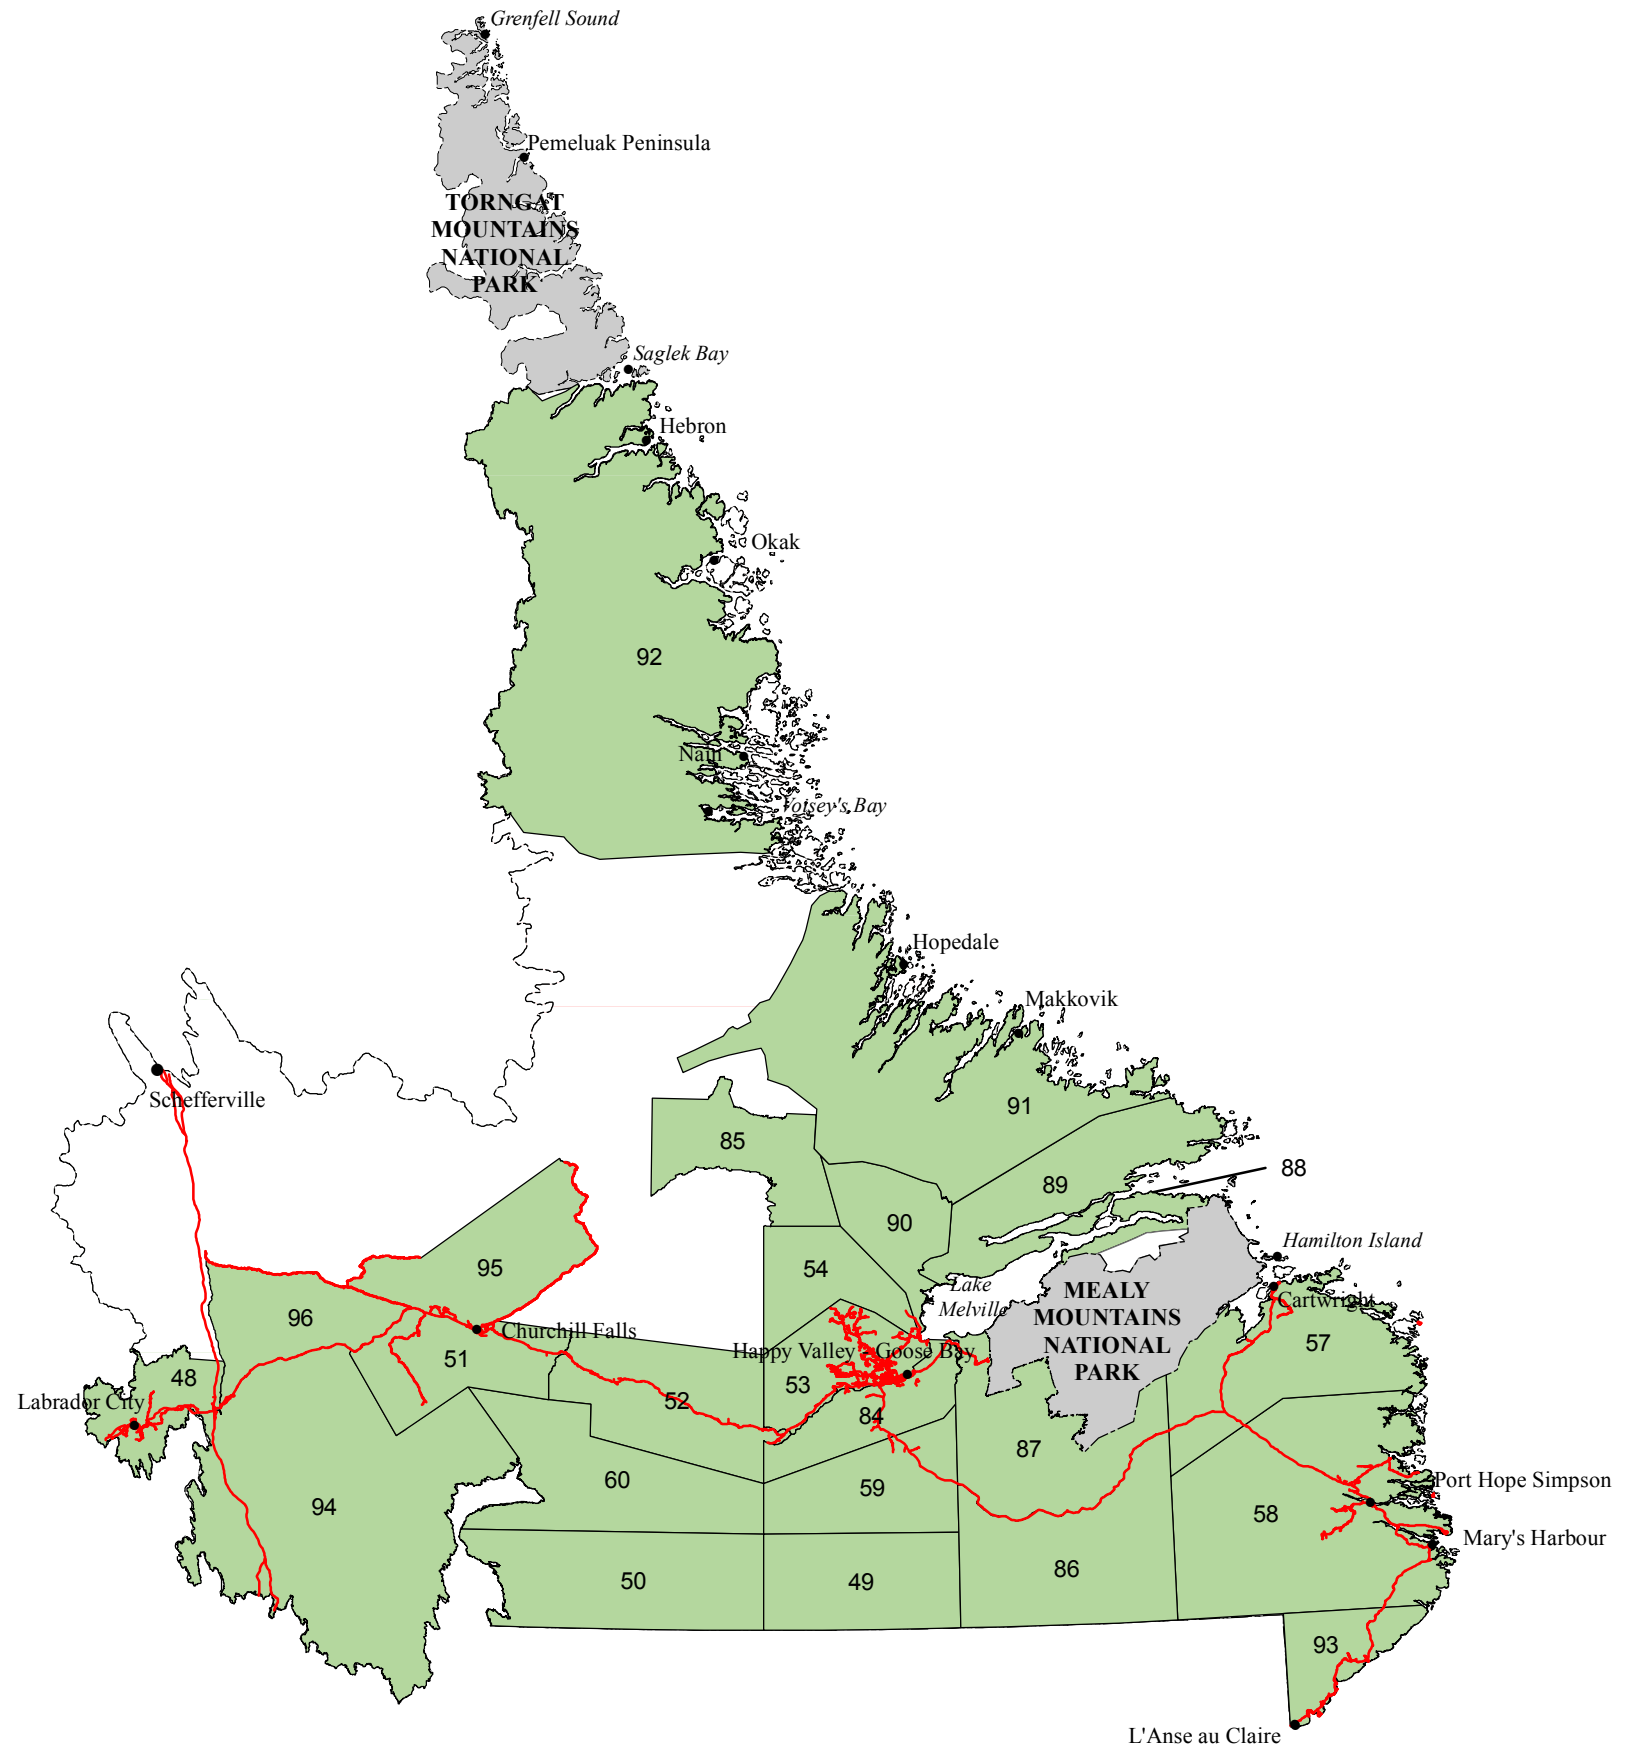 Grenfell Sound
Pemeluak Peninsula
TORNGAT
MOUNTAINS
NATIONAL
PARK
Saglek Bay
Hebron
Okak
92
Nain
Voisey's Bay
Hopedale
Makkovik
Schefferville
91
85
88
89
90
Hamilton Island
95
54
Lake
Melville
MEALY
MOUNTAINS
NATIONAL
PARK
Cartwright
96
Churchill Falls
57
51
Happy Valley - Goose Bay
48
53
Labrador City
52
84
87
60
59
Port Hope Simpson
94
58
Mary's Harbour
50
49
86
93
L'Anse au Claire